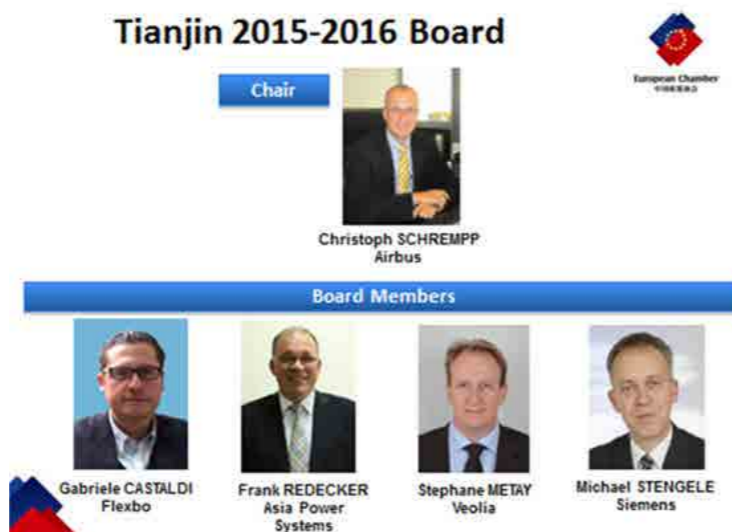 Tianjin 2015-2016 Board
European Chamber
Chair
Christoph SCHREMPP
Airbus
Board Members
Gabriele CASTALDI
Flexbo
Frank REDECKER
Asia Power
Systems
Stephane METAY
Veolia
Michael STENGELE
Siemens